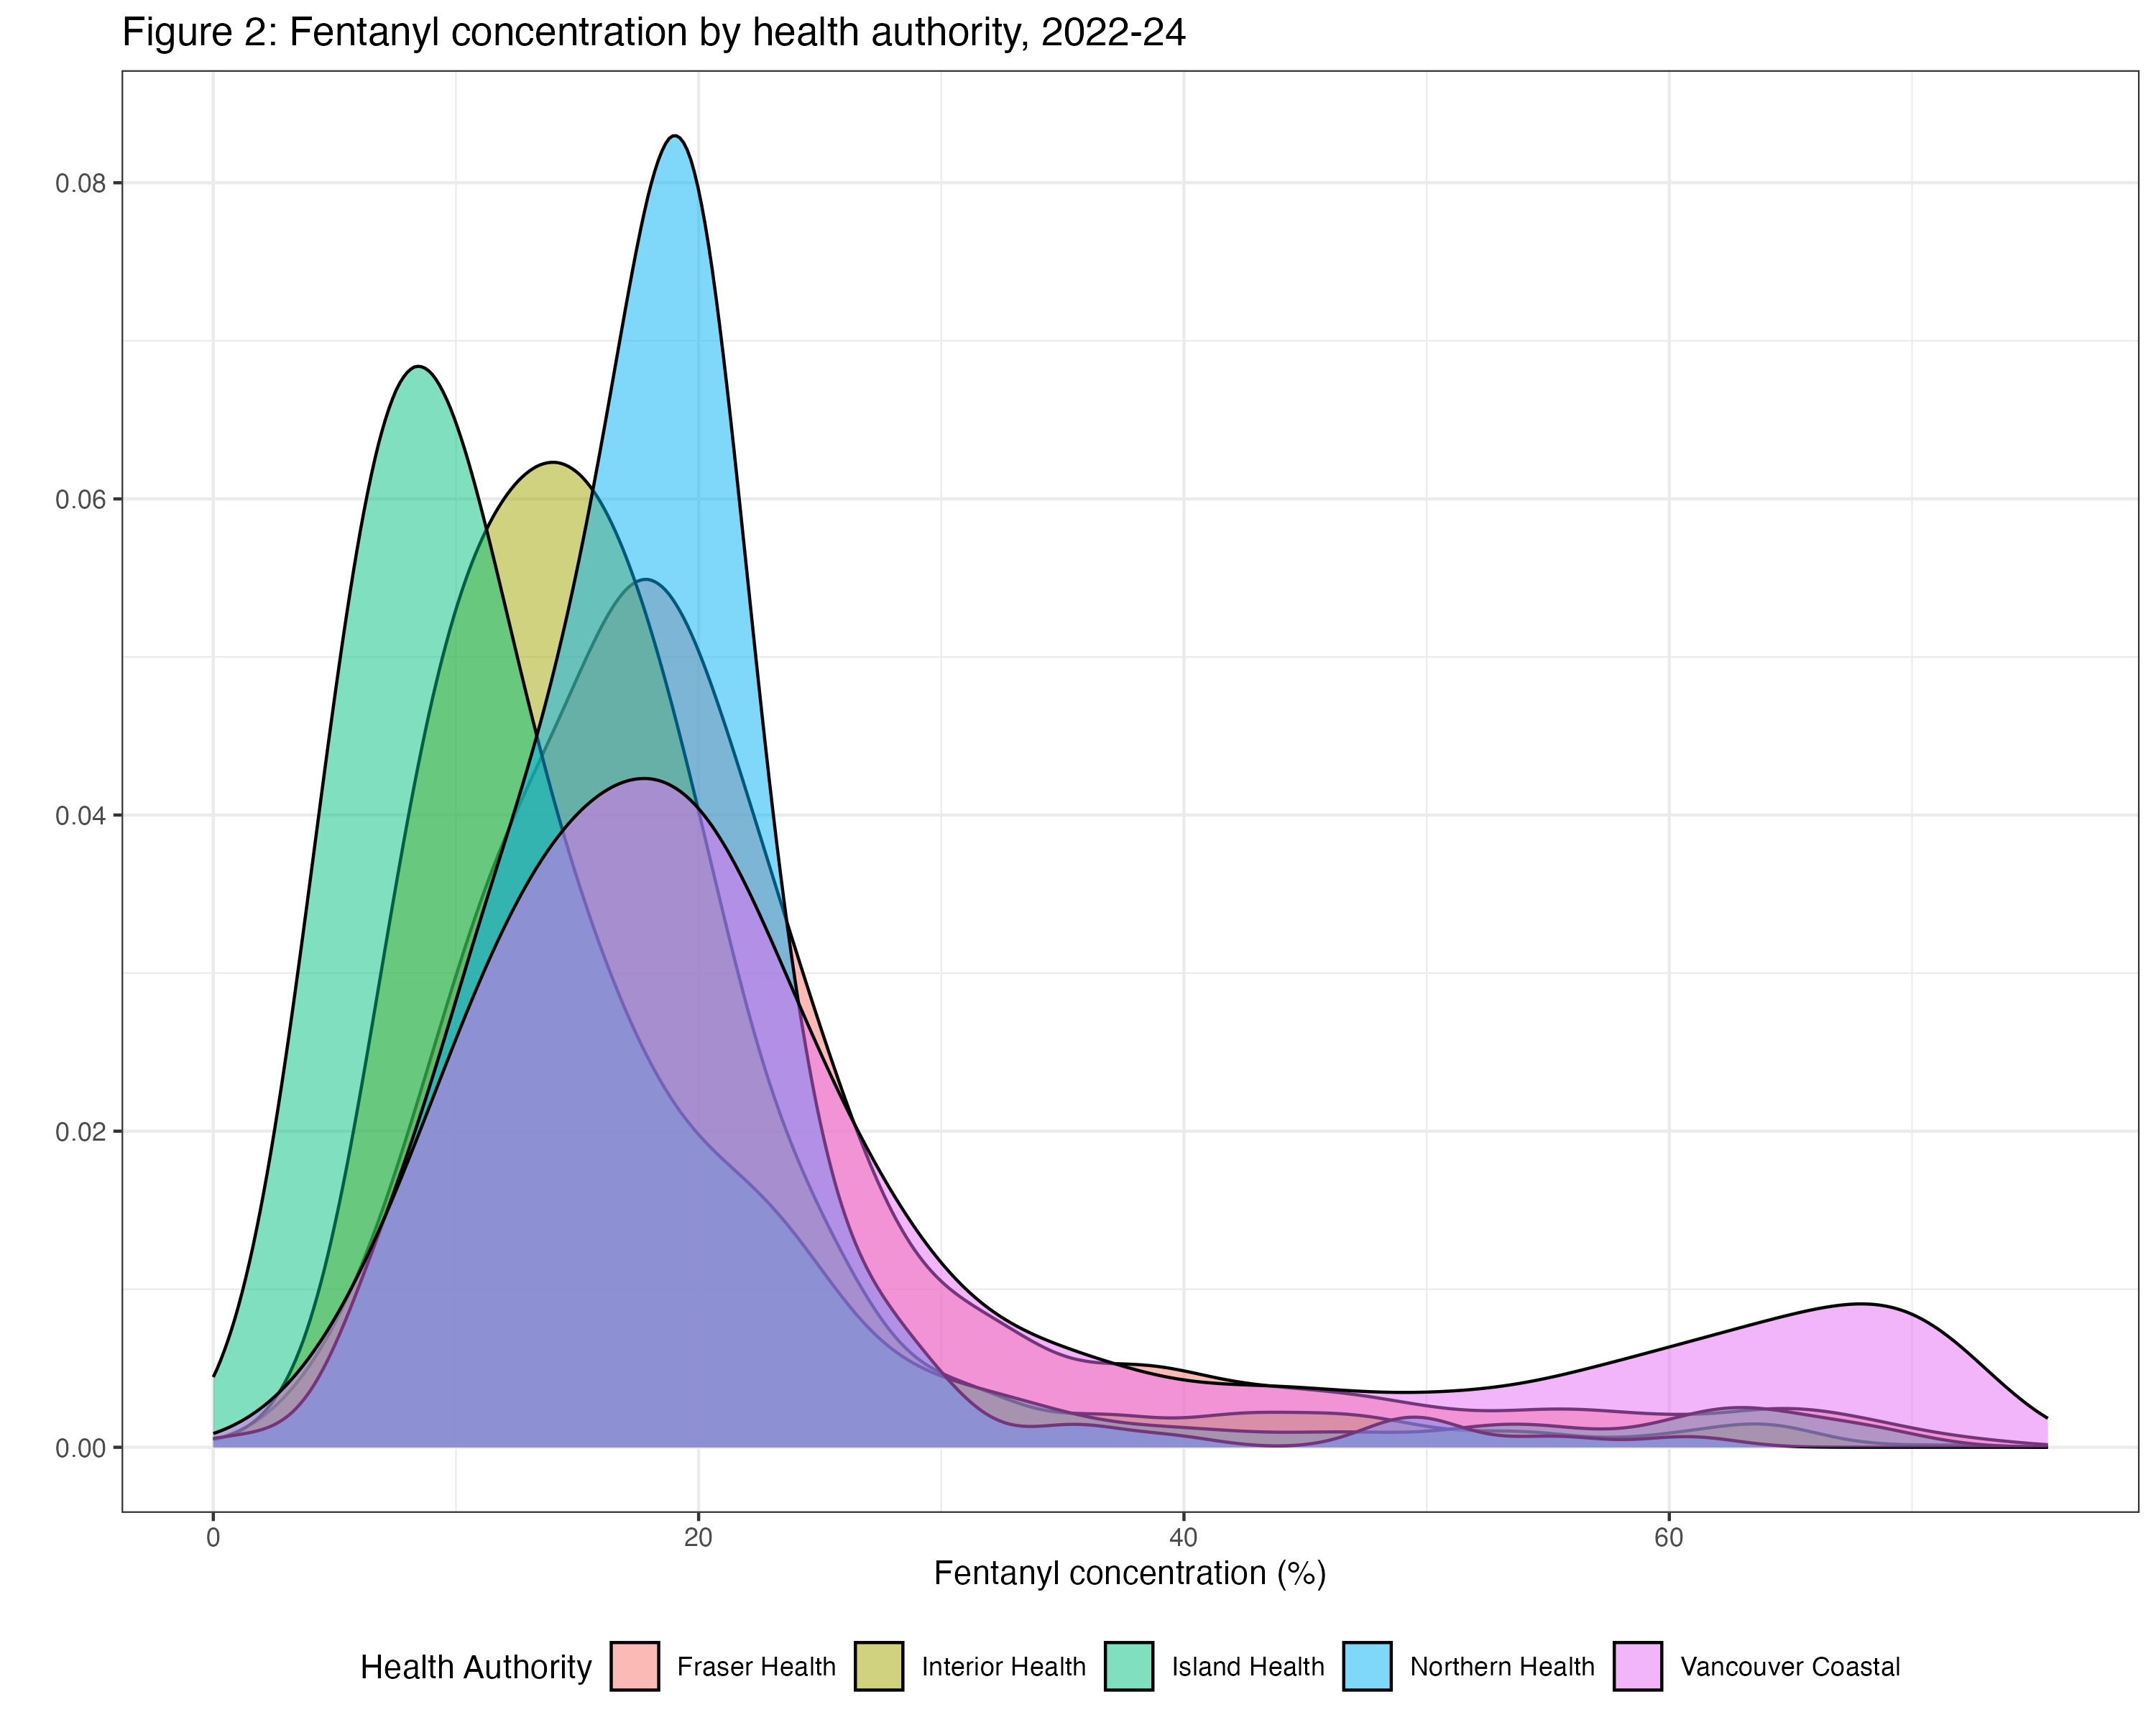 Figure 2: Fentanyl concentration by health authority, 2022-24
0.08
0.06
0.04
0.02
0.00
0 20 40 60
Fentanyl concentration (%)
Health Authority Fraser Health Interior Health Island Health Northern Health Vancouver Coastal